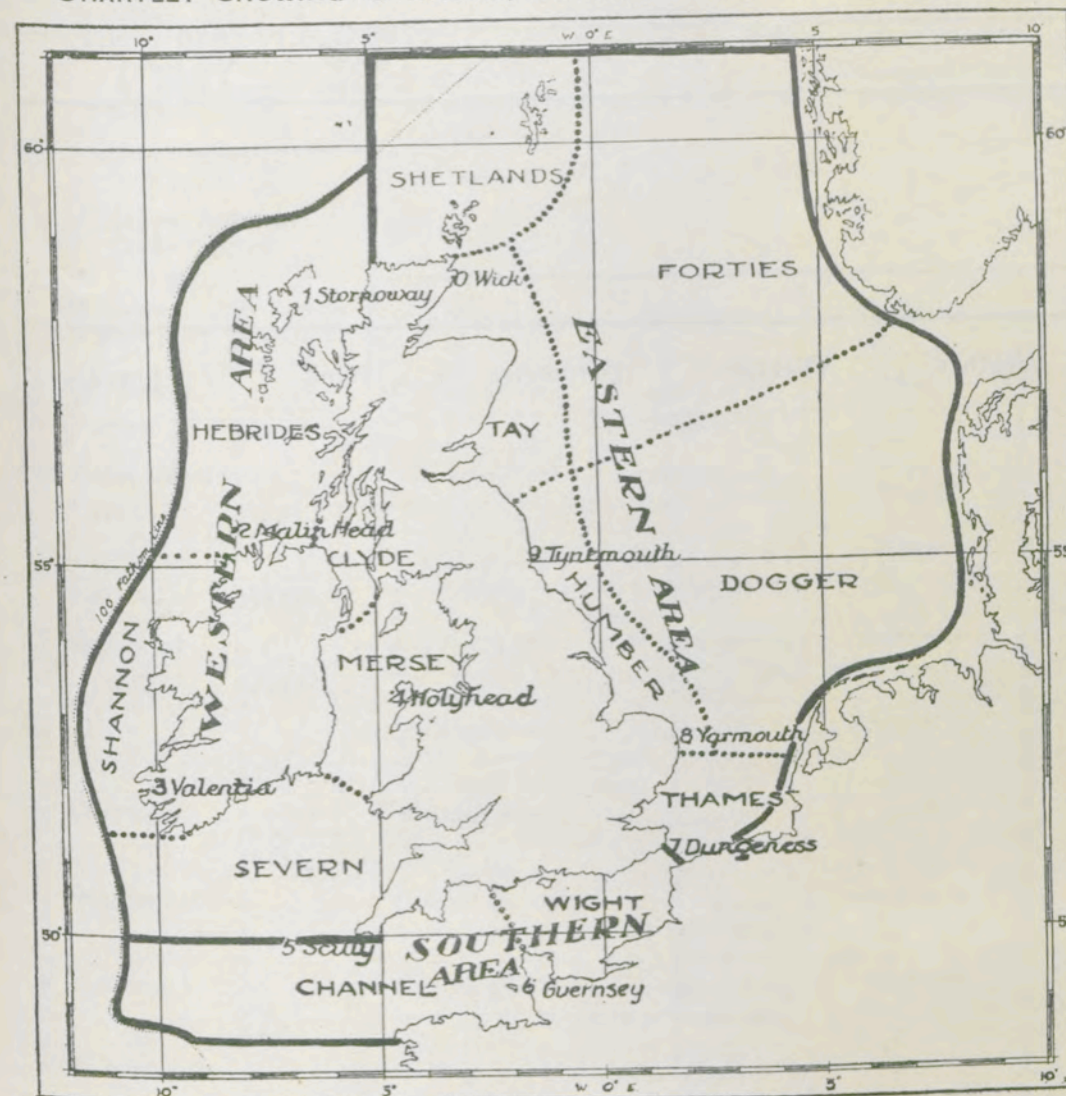 10°
5°
W O° E
5
10
60°
60
SHETLANDS
FORTIES
0 Wick
1 Stornoway
WESTERN AREA
EASTERN AREA
HEBRIDES
TAY
2 Malin Head
CLYDE
9 Tynemouth
100 Fathom Line
55°
55°
DOGGER
HUMBER
SHANNON
MERSEY
4 Holyhead
8 Yarmouth
3 Valentia
THAMES
7 Dungeness
SEVERN
WIGHT
50°
5 Scilly
SOUTHERN
AREA
CHANNEL
6 Guernsey
10°
5°
W O° E
5°
10°